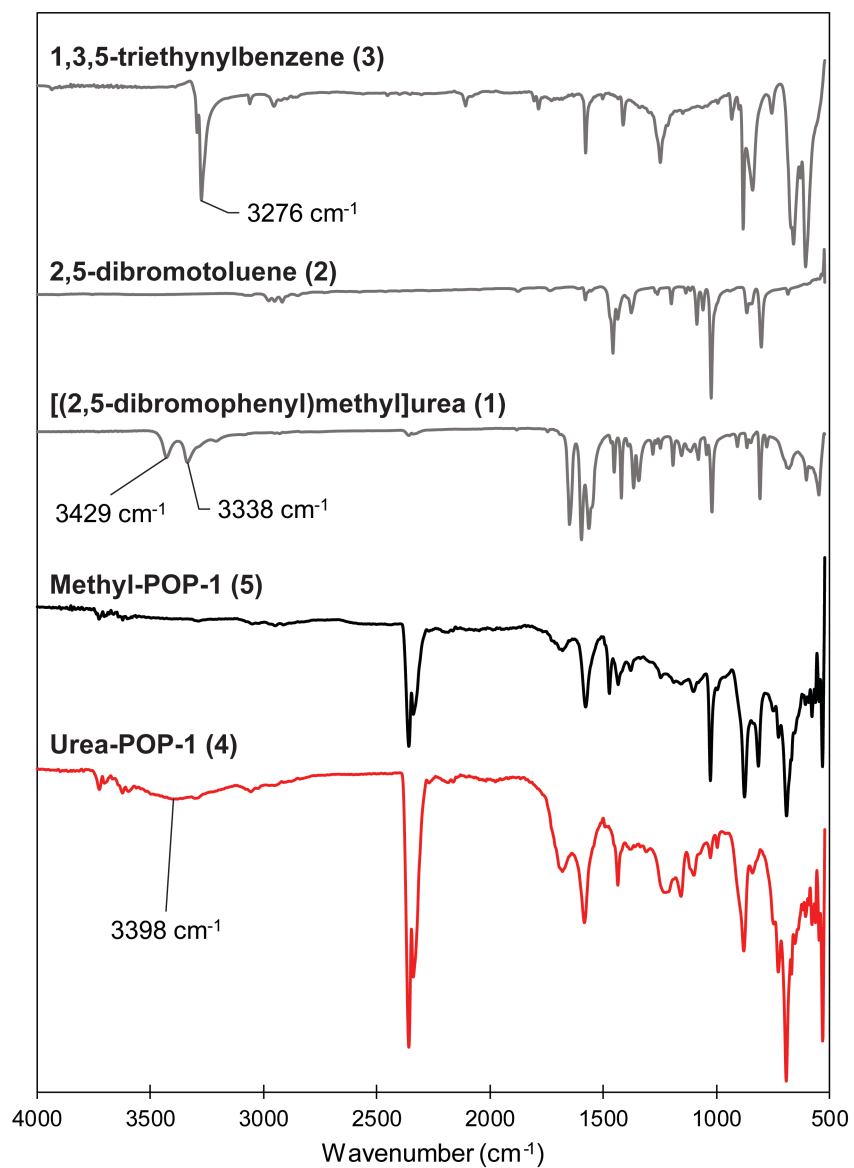 1,3,5-triethynylbenzene (3)
3276 cm-1
2,5-dibromotoluene (2)
[(2,5-dibromophenyl)methyl]urea (1)
3429 cm-1
3338 cm-1
Methyl-POP-1 (5)
Urea-POP-1 (4)
3398 cm-1
4000 3500 3000 2500 2000 1500 1000 500
Wavenumber (cm-1)